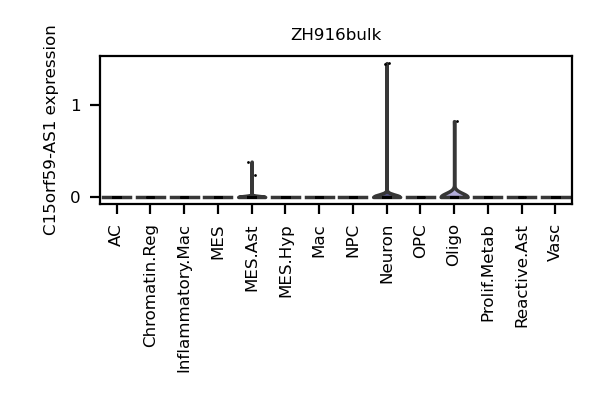 ZH916bulk
C15orf59-AS1 expression
1
0
AC
Chromatin.Reg
Inflammatory.Mac
MES
MES.Ast
MES.Hyp
Mac
NPC
Neuron
OPC
Oligo
Prolif.Metab
Reactive.Ast
Vasc